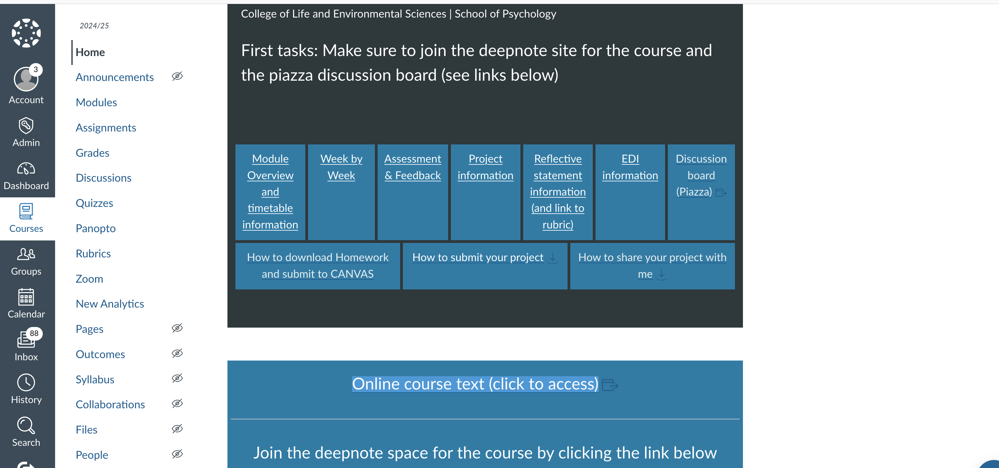 3
Account
Admin
Dashboard
Courses
Groups
Calendar
88
Inbox
History
Search
2024/25
Home
Announcements
Modules
Assignments
Grades
Discussions
Quizzes
Panopto
Rubrics
Zoom
New Analytics
Pages
Outcomes
Syllabus
Collaborations
Files
People
College of Life and Environmental Sciences | School of Psychology
First tasks: Make sure to join the deepnote site for the course and
the piazza discussion board (see links below)
Module
Overview
and
timetable
information
Week by
Week
Assessment
& Feedback
Project
information
Reflective
statement
information
(and link to
rubric)
EDI
information
Discussion
board
(Piazza)
How to download Homework
and submit to CANVAS
How to submit your project
How to share your project with
me
Online course text (click to access)
Join the deepnote space for the course by clicking the link below